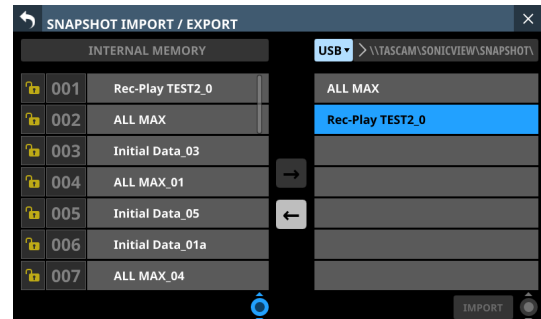 SNAPSHOT IMPORT / EXPORT
INTERNAL MEMORY
USB \\TASCAM\SONICVIEW\SNAPSHOT\
001 Rec-Play TEST2_0
002 ALL MAX
003 Initial Data_03
004 ALL MAX_01
005 Initial Data_05
006 Initial Data_01a
007 ALL MAX_04
ALL MAX
Rec-Play TEST2_0
IMPORT